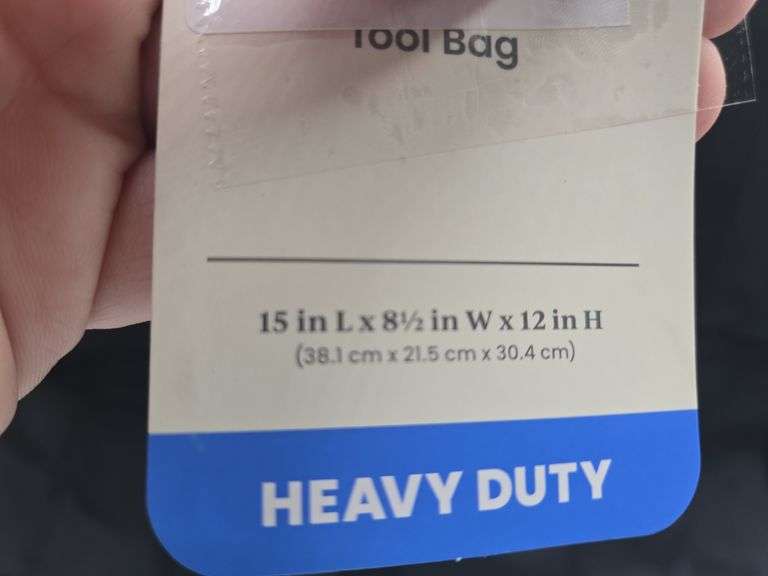 Tool Bag
15 in L x 8½ in W x 12 in H
(38.1 cm x 21.5 cm x 30.4 cm)
HEAVY DUTY